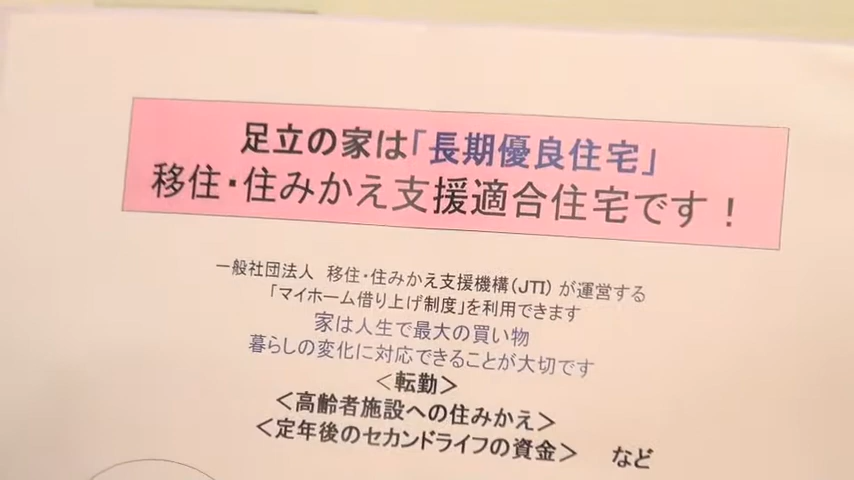 足立の家は「長期優良住宅」
移住・住みかえ支援適合住宅です！
一般社団法人　移住・住みかえ支援機構（JTI）が運営する
「マイホーム借り上げ制度」を利用できます
家は人生で最大の買い物
暮らしの変化に対応できることが大切です
＜転勤＞
＜高齢者施設への住みかえ＞
＜定年後のセカンドライフの資金＞　など